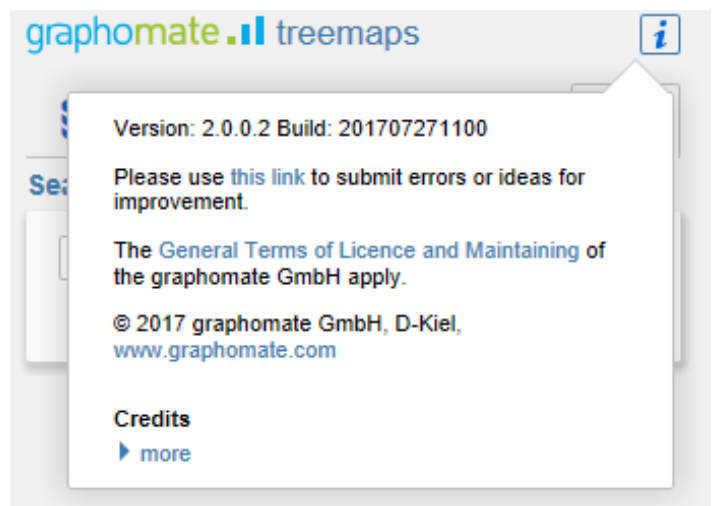 graphomate treemaps
i
Version: 2.0.0.2 Build: 201707271100
Please use this link to submit errors or ideas for
improvement.
Sea
The General Terms of Licence and Maintaining of
the graphomate GmbH apply.
© 2017 graphomate GmbH, D-Kiel,
www.graphomate.com
Credits
more